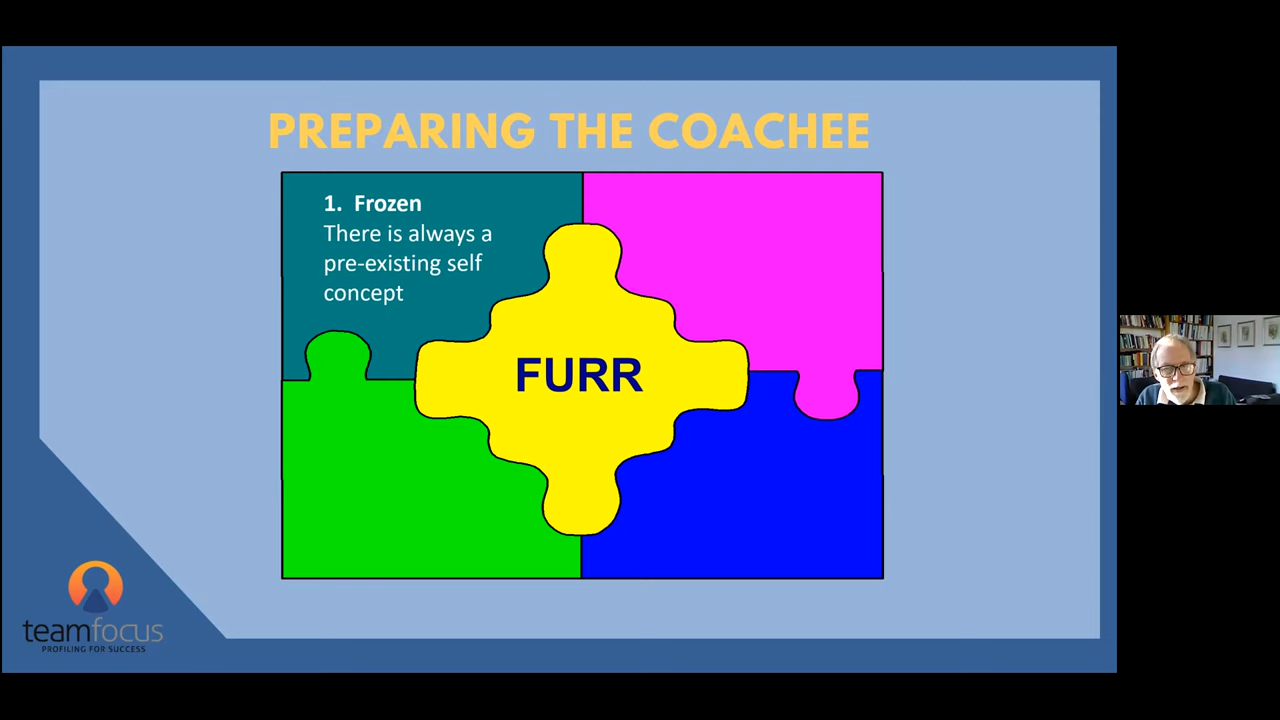 PREPARING THE COACHEE
1. Frozen
There is always a
pre-existing self
concept
FURR
teamfocus
PROFILING FOR SUCCESS